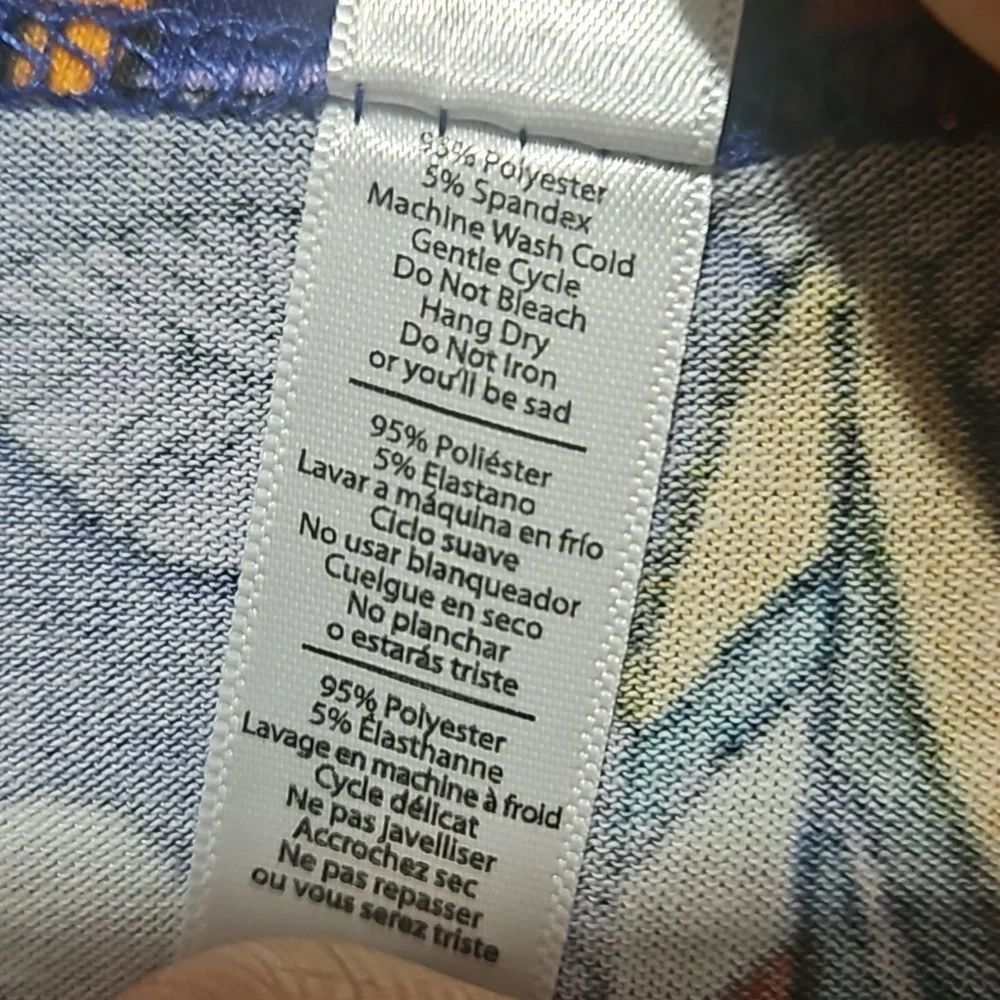 95% Polyester
5% Spandex
Machine Wash Cold
Gentle Cycle
Do Not Bleach
Hang Dry
Do Not Iron
or you'll be sad
95% Poliéster
5% Elastano
Lavar a máquina en frío
Ciclo suave
No usar blanqueador
Cuelgue en seco
No planchar
o estarás triste
95% Polyester
5% Élasthanne
Lavage en machine à froid
Cycle délicat
Ne pas javelliser
Accrochez sec
Ne pas repasser
ou vous serez triste